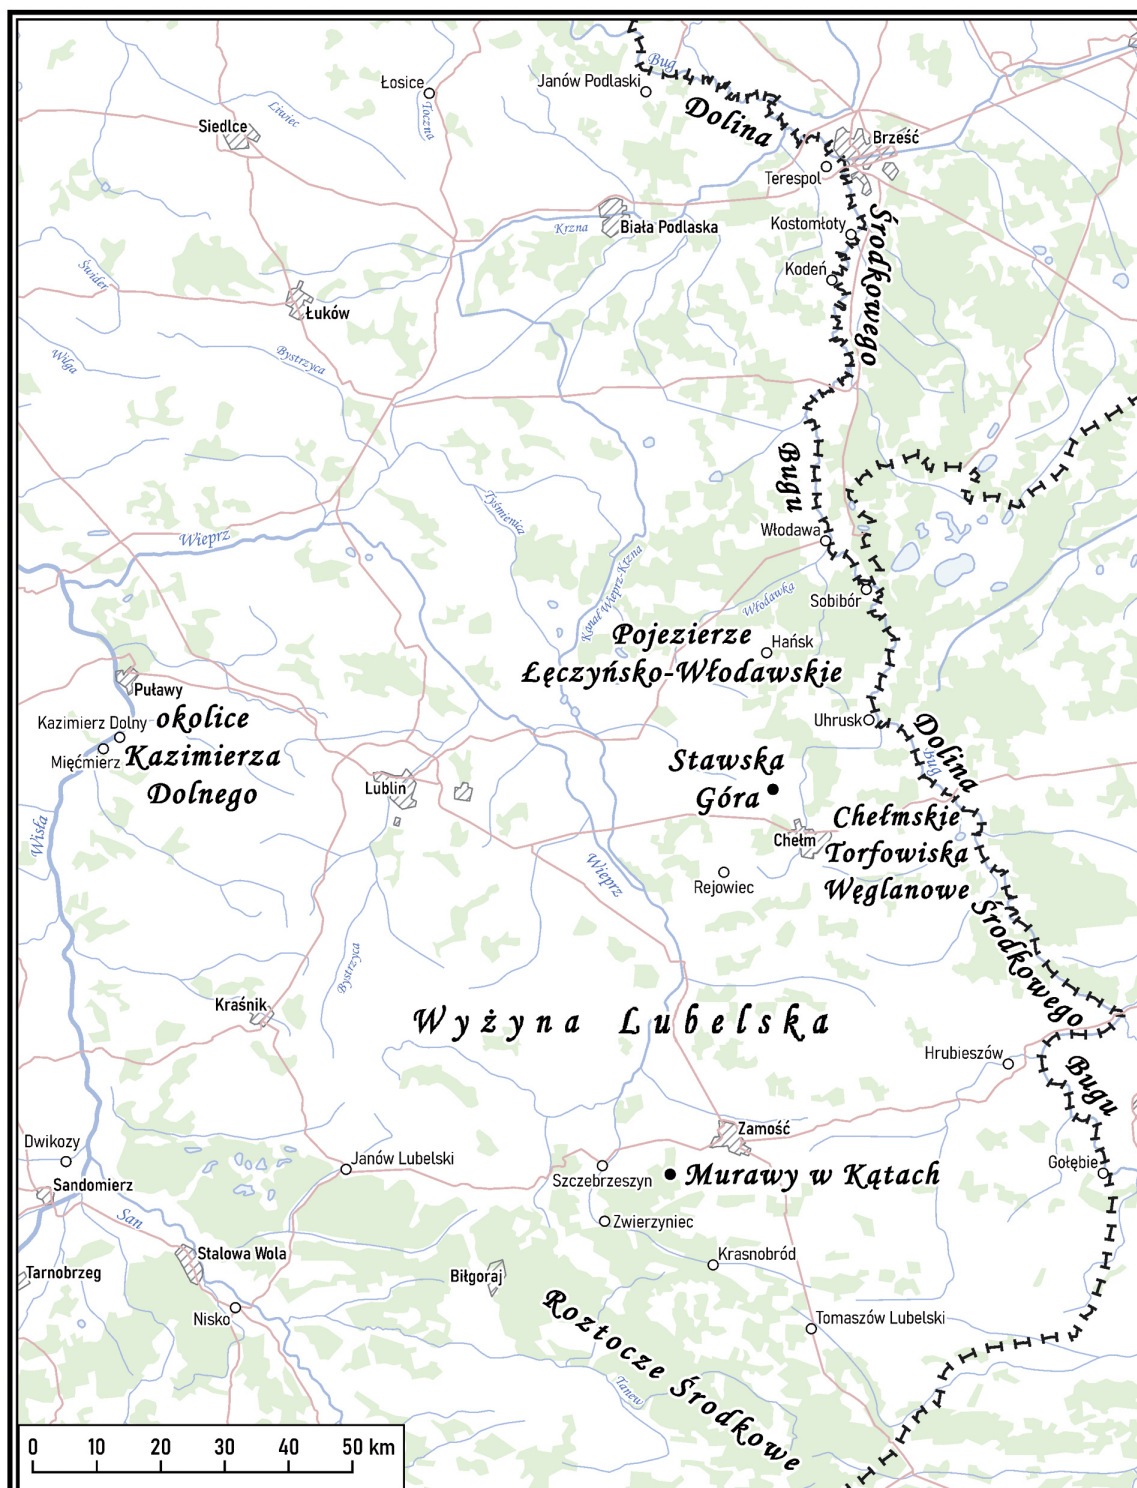 Bug
Łosice
Janów Podlaski
Liwiec
Toczna
Dolina
Siedlce
Brześć
Terespol
Środkowego
Kostomłoty
Krzna
Biała Podlaska
Kodeń
Świder
Łuków
Wilga
Bystrzyca
Bugu
Tyśmienica
Włodawa
Wieprz
Kanał Wieprz-Krzna
Włodawka
Sobibór
Pojezierze
Łęczyńsko-Włodawskie
Hańsk
Puławy
okolice
Kazimierza
Dolnego
Kazimierz Dolny
Mięćmierz
Uhrusk
Dolina
Bug
Stawska
Góra
Lublin
Wisła
Chełmskie
Torfowiska
Węglanowe
Chełm
Wieprz
Rejowiec
Środkowego
Bystrzyca
Kraśnik
Wyżyna Lubelska
Hrubieszów
Bugu
Zamość
Dwikozy
Janów Lubelski
Gołębie
Szczebrzeszyn
Murawy w Kątach
Sandomierz
San
Zwierzyniec
Stalowa Wola
Krasnobród
Tarnobrzeg
Biłgoraj
Nisko
Roztocze Środkowe
Tomaszów Lubelski
Tanew
0 10 20 30 40 50 km